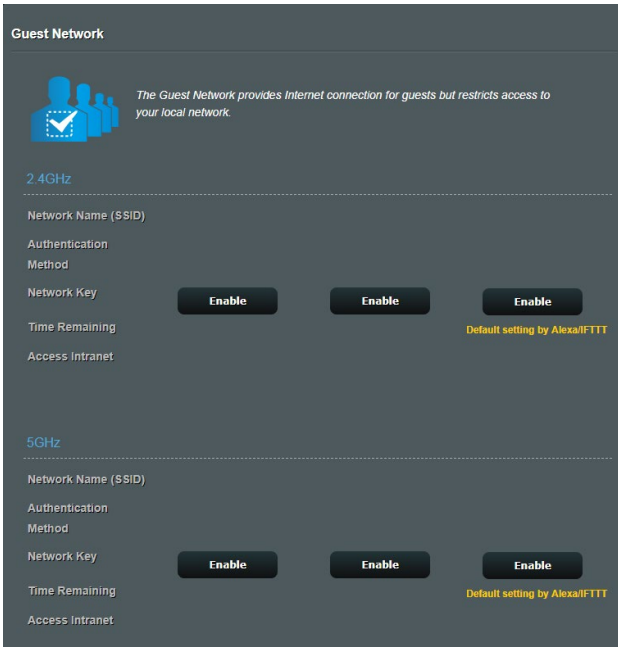 Guest Network
The Guest Network provides Internet connection for guests but restricts access to
your local network.
2.4GHz
Network Name (SSID)
Authentication
Method
Network Key
Enable
Enable
Enable
Time Remaining
Default setting by Alexa/IFTTT
Access Intranet
5GHz
Network Name (SSID)
Authentication
Method
Network Key
Enable
Enable
Enable
Time Remaining
Default setting by Alexa/IFTTT
Access Intranet